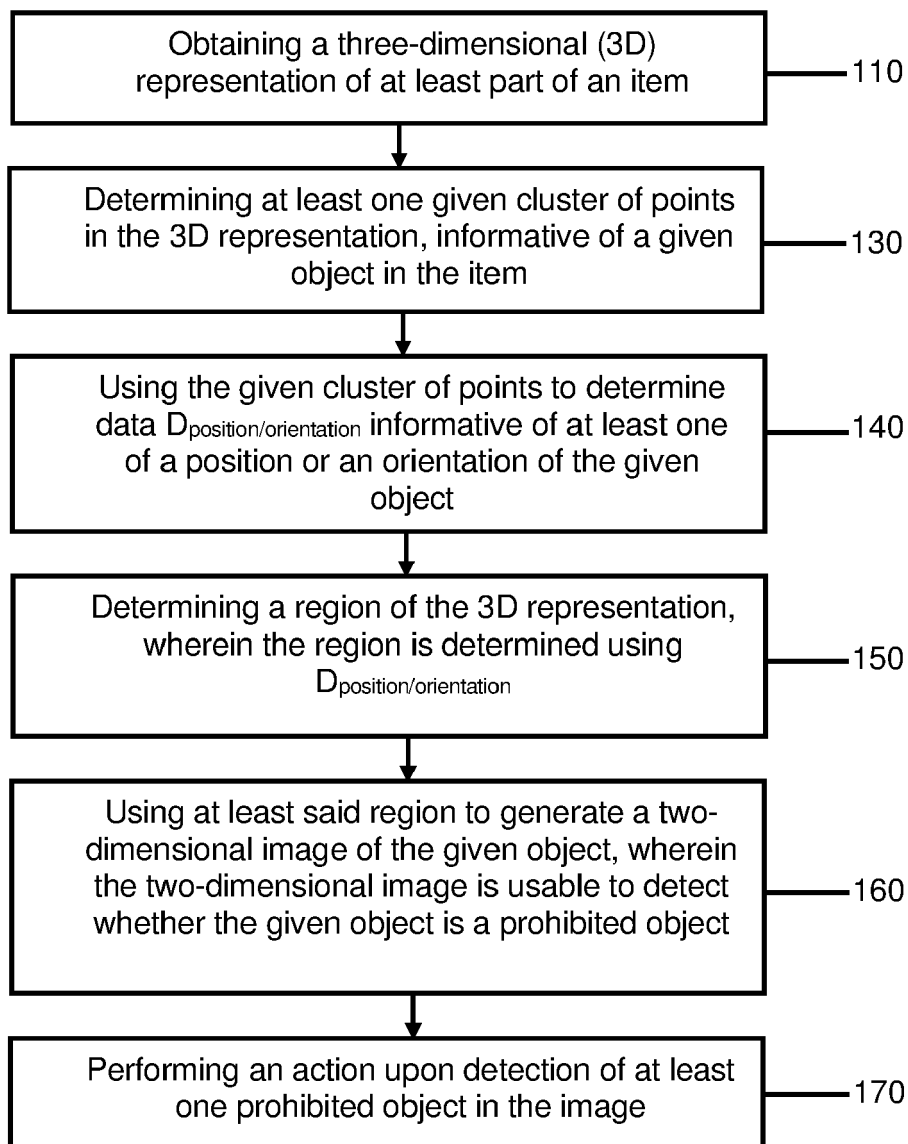 Obtaining a three-dimensional (3D)
representation of at least part of an item
110
Determining at least one given cluster of points
in the 3D representation, informative of a given
object in the item
130
Using the given cluster of points to determine
data Dposition/orientation informative of at least one
of a position or an orientation of the given
object
140
Determining a region of the 3D representation,
wherein the region is determined using
Dposition/orientation
150
Using at least said region to generate a two-
dimensional image of the given object, wherein
the two-dimensional image is usable to detect
whether the given object is a prohibited object
160
Performing an action upon detection of at least
one prohibited object in the image
170